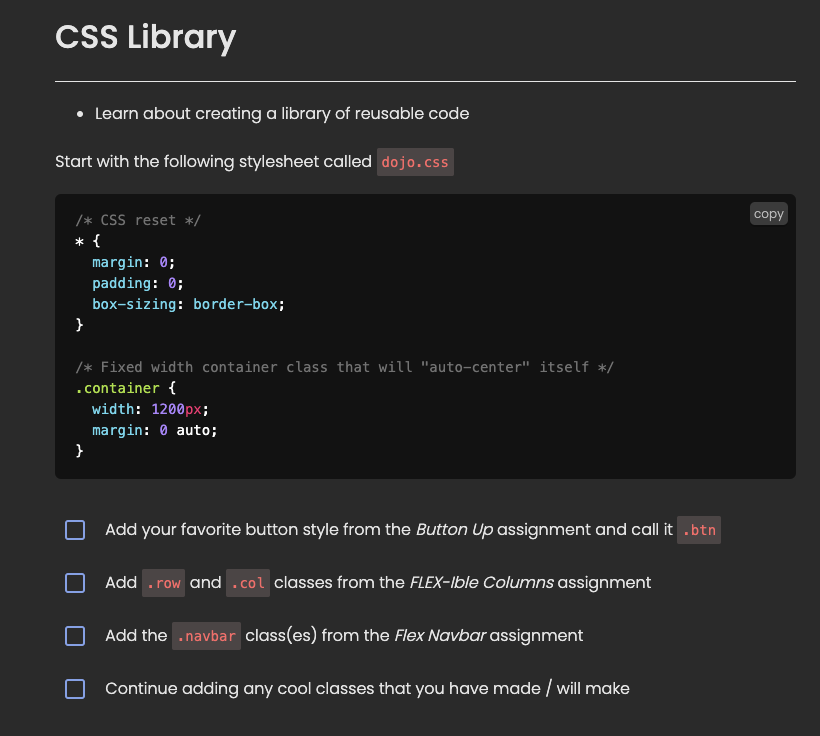 CSS Library
• Learn about creating a library of reusable code
Start with the following stylesheet called dojo.css
copy
/* CSS reset */
* {
  margin: 0;
  padding: 0;
  box-sizing: border-box;
}
/* Fixed width container class that will "auto-center" itself */
.container {
  width: 1200px;
  margin: 0 auto;
}
Add your favorite button style from the Button Up assignment and call it .btn
Add .row and .col classes from the FLEX-Ible Columns assignment
Add the .navbar class(es) from the Flex Navbar assignment
Continue adding any cool classes that you have made / will make